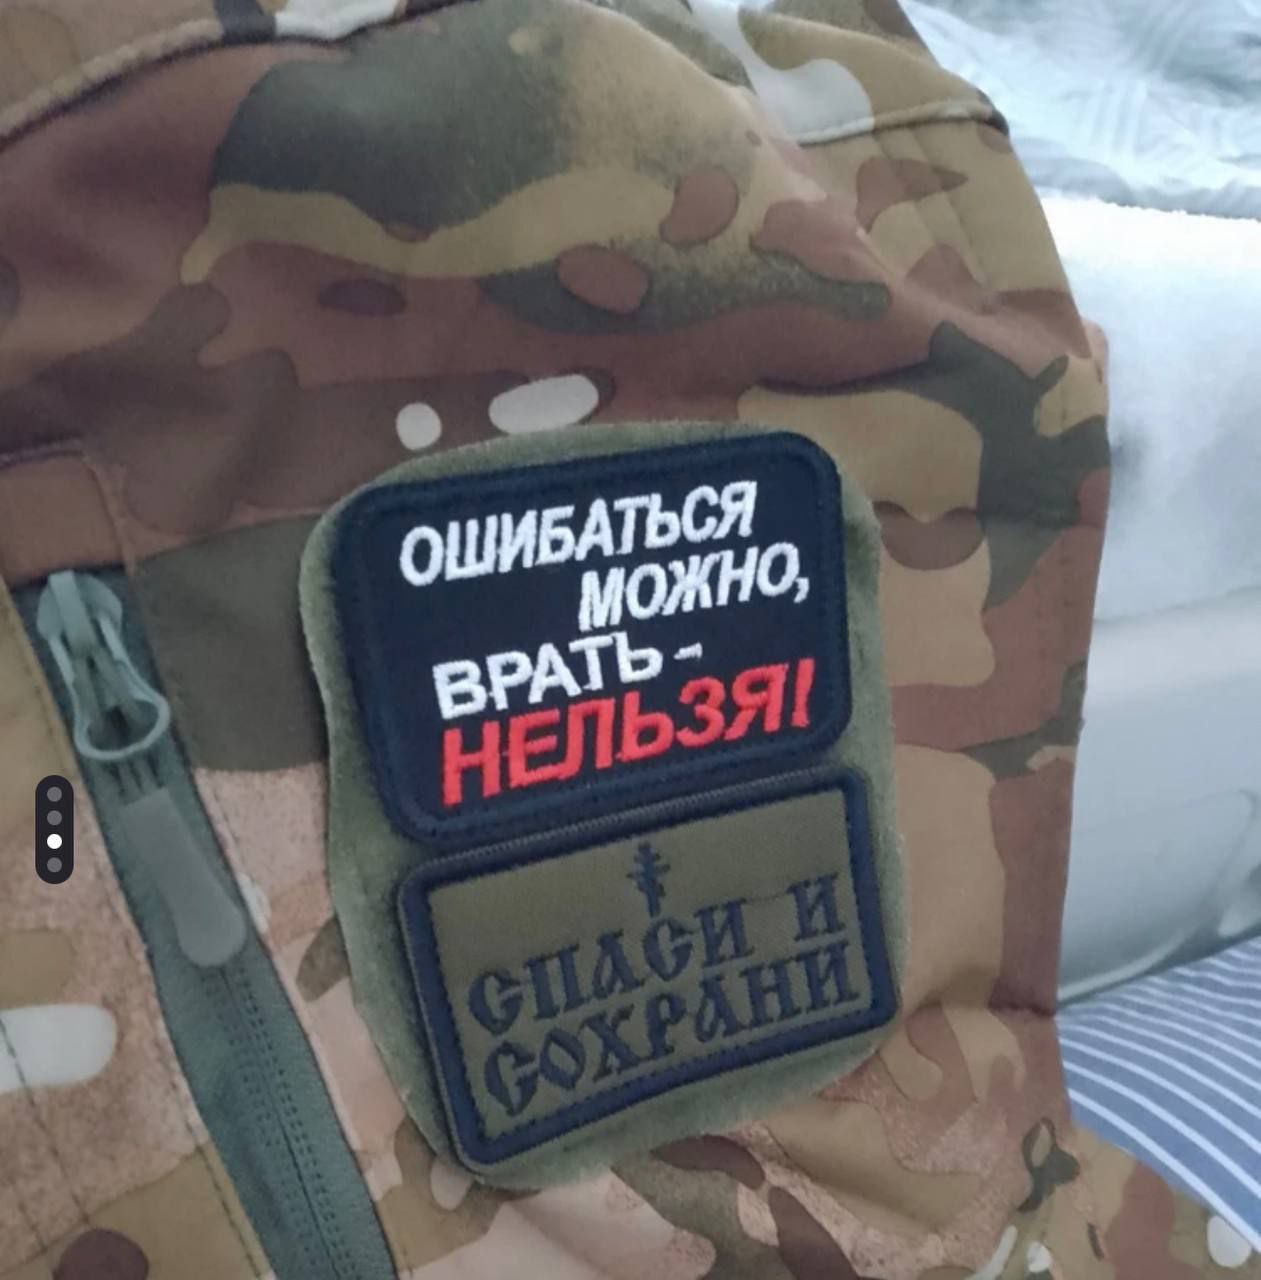 ОШИБАТЬСЯ
МОЖНО,
ВРАТЬ -
НЕЛЬЗЯ!
СПАСИ И
СОХРАНИ